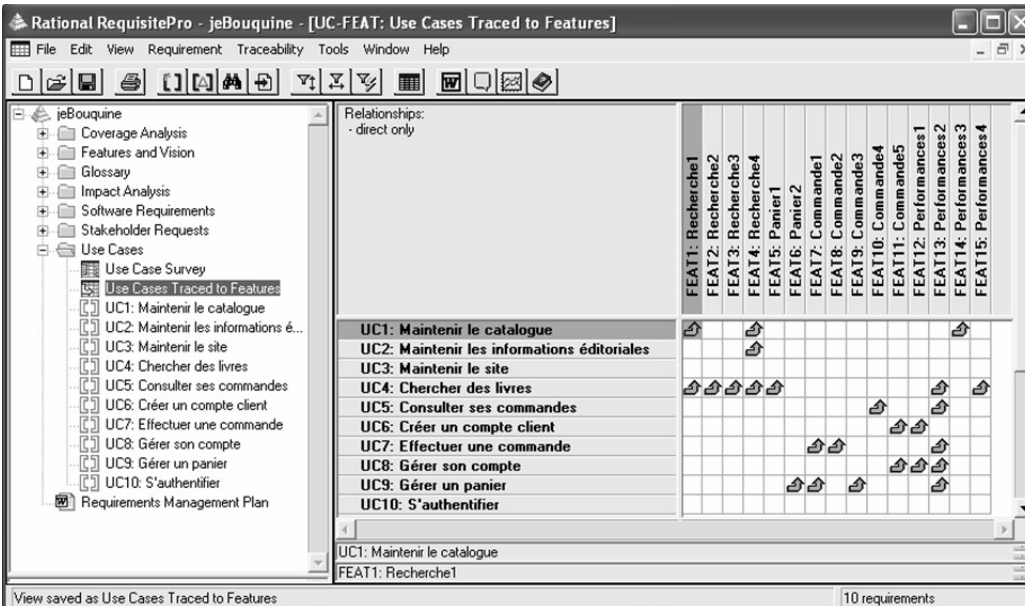 Rational RequisitePro - jeBouquine - [UC-FEAT: Use Cases Traced to Features]
File Edit View Requirement Traceability Tools Window Help
jeBouquine
Coverage Analysis
Features and Vision
Glossary
Impact Analysis
Software Requirements
Stakeholder Requests
Use Cases
Use Case Survey
Use Cases Traced to Features
UC1: Maintenir le catalogue
UC2: Maintenir les informations é...
UC3: Maintenir le site
UC4: Chercher des livres
UC5: Consulter ses commandes
UC6: Créer un compte client
UC7: Effectuer une commande
UC8: Gérer son compte
UC9: Gérer un panier
UC10: S'authentifier
Requirements Management Plan
Relationships:
- direct only
FEAT1: Recherche1
FEAT2: Recherche2
FEAT3: Recherche3
FEAT4: Recherche4
FEAT5: Panier1
FEAT6: Panier2
FEAT7: Commande1
FEAT8: Commande2
FEAT9: Commande3
FEAT10: Commande4
FEAT11: Commande5
FEAT12: Performances1
FEAT13: Performances2
FEAT14: Performances3
FEAT15: Performances4
UC1: Maintenir le catalogue
UC2: Maintenir les informations éditoriales
UC3: Maintenir le site
UC4: Chercher des livres
UC5: Consulter ses commandes
UC6: Créer un compte client
UC7: Effectuer une commande
UC8: Gérer son compte
UC9: Gérer un panier
UC10: S'authentifier
UC1: Maintenir le catalogue
FEAT1: Recherche1
View saved as Use Cases Traced to Features
10 requirements